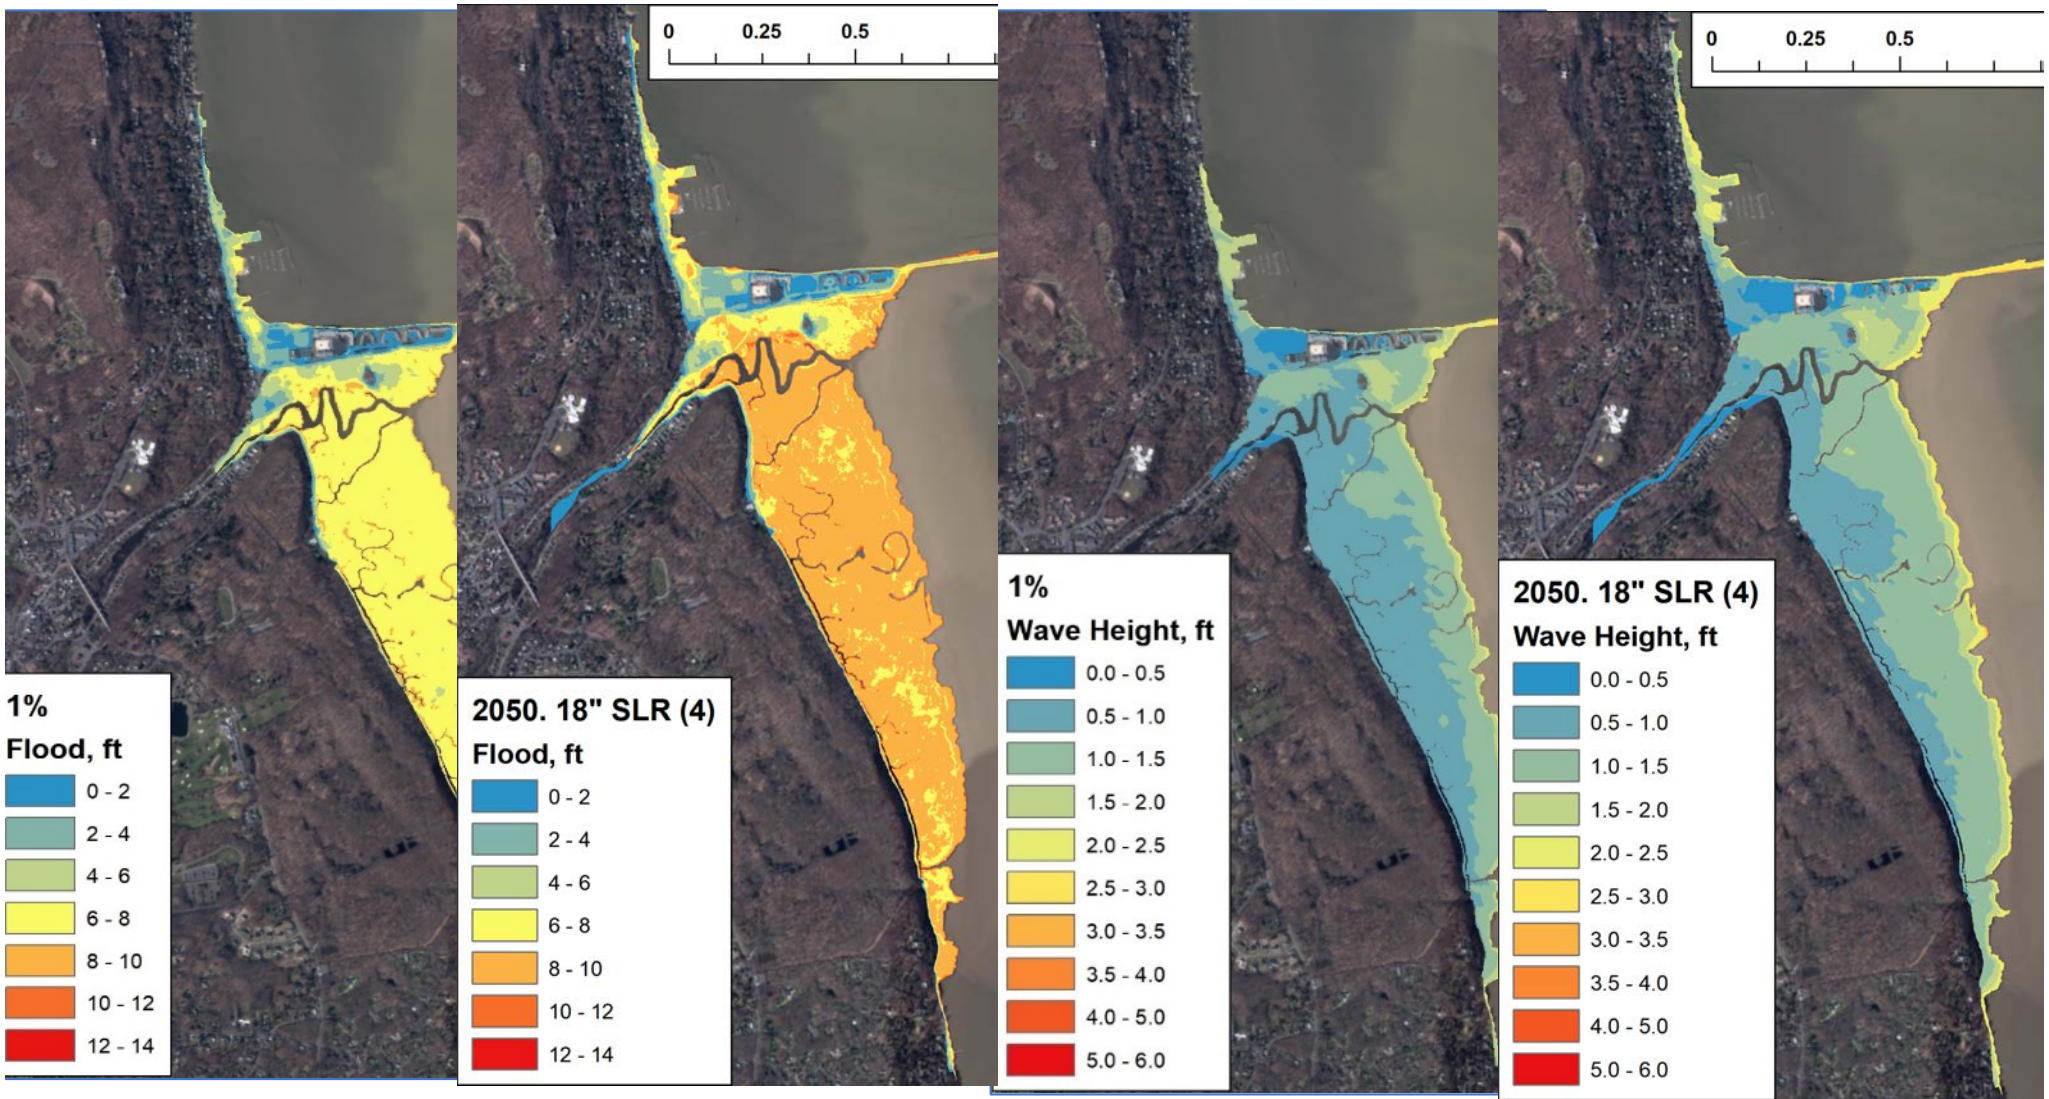 0 0.25 0.5
0 0.25 0.5
1%
Flood, ft
0 - 2
2 - 4
4 - 6
6 - 8
8 - 10
10 - 12
12 - 14
2050. 18" SLR (4)
Flood, ft
0 - 2
2 - 4
4 - 6
6 - 8
8 - 10
10 - 12
12 - 14
1%
Wave Height, ft
0.0 - 0.5
0.5 - 1.0
1.0 - 1.5
1.5 - 2.0
2.0 - 2.5
2.5 - 3.0
3.0 - 3.5
3.5 - 4.0
4.0 - 5.0
5.0 - 6.0
2050. 18" SLR (4)
Wave Height, ft
0.0 - 0.5
0.5 - 1.0
1.0 - 1.5
1.5 - 2.0
2.0 - 2.5
2.5 - 3.0
3.0 - 3.5
3.5 - 4.0
4.0 - 5.0
5.0 - 6.0